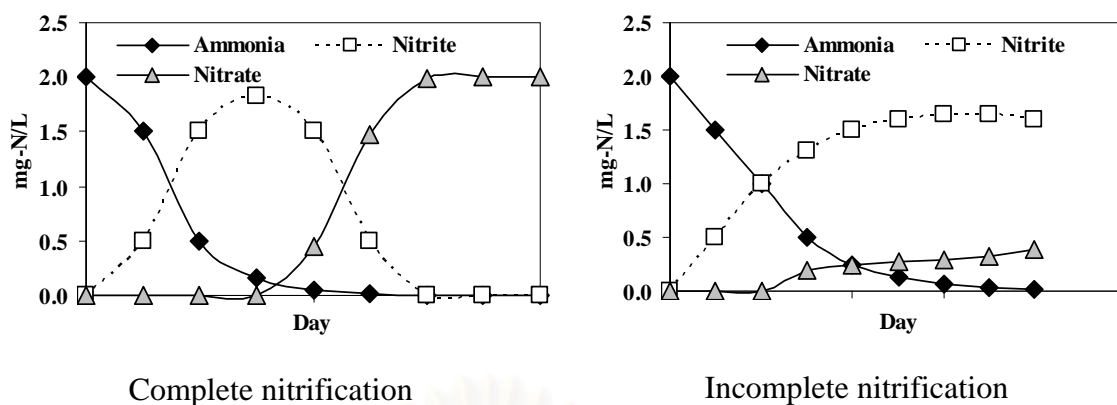 2.5
2.0
1.5
1.0
0.5
0.0
mg-N/L
Ammonia
Nitrite
Nitrate
Day
Complete nitrification
2.5
2.0
1.5
1.0
0.5
0.0
mg-N/L
Ammonia
Nitrite
Nitrate
Day
Incomplete nitrification